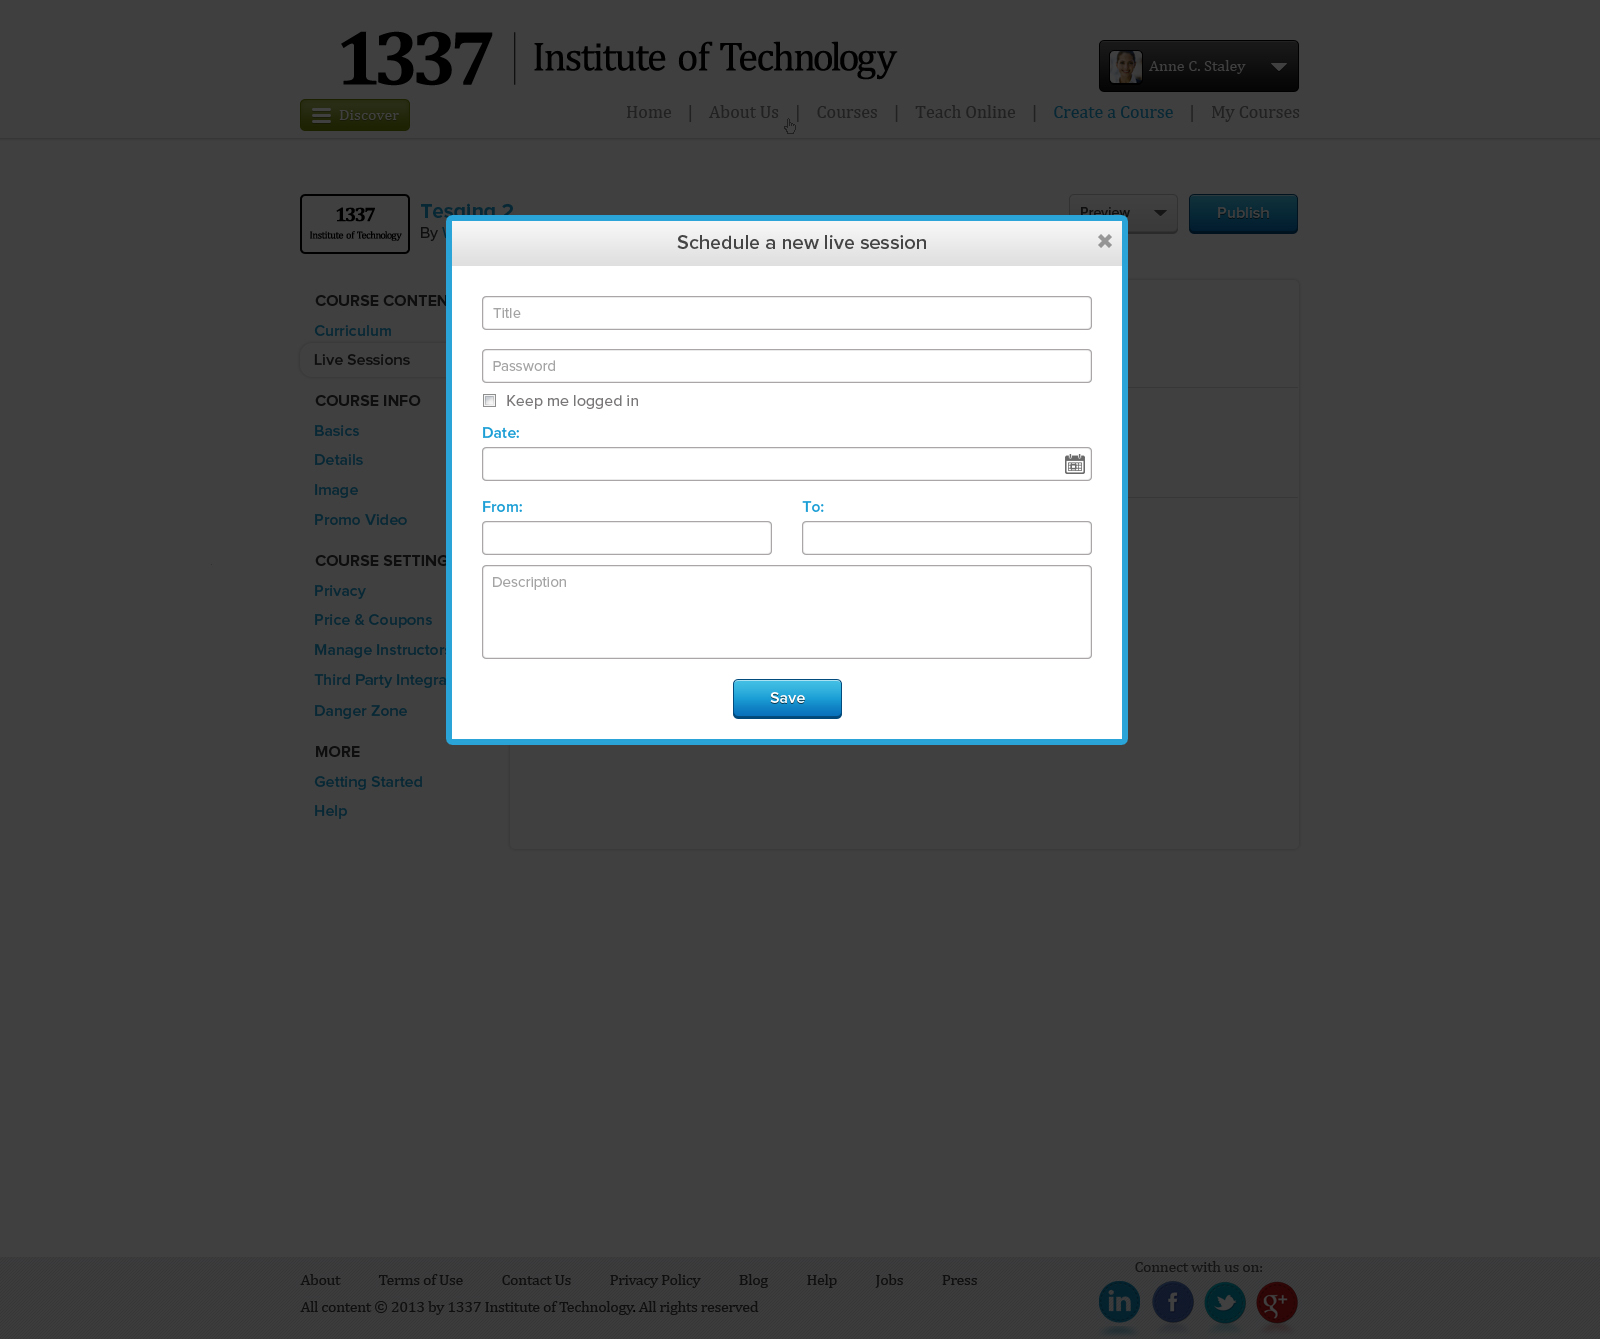 1337 | Institute of Technology
Anne C. Staley
Discover
Home | About Us | Courses | Teach Online | Create a Course | My Courses
1337
Institute of Technology
Tesging 2
By
Preview
Publish
Schedule a new live session
Title
Password
Keep me logged in
Date:
From:
To:
Description
Save
COURSE CONTEN
Curriculum
Live Sessions
COURSE INFO
Basics
Details
Image
Promo Video
COURSE SETTING
Privacy
Price & Coupons
Manage Instructors
Third Party Integra
Danger Zone
MORE
Getting Started
Help
About Terms of Use Contact Us Privacy Policy Blog Help Jobs Press
All content © 2013 by 1337 Institute of Technology. All rights reserved
Connect with us on:
in f g+